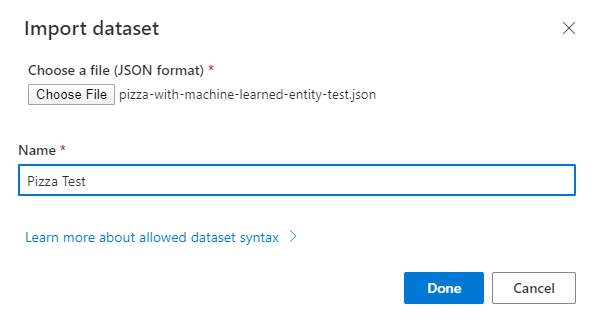 Import dataset
Choose a file (JSON format) *
Choose File pizza-with-machine-learned-entity-test.json
Name *
Pizza Test
Learn more about allowed dataset syntax
Done Cancel